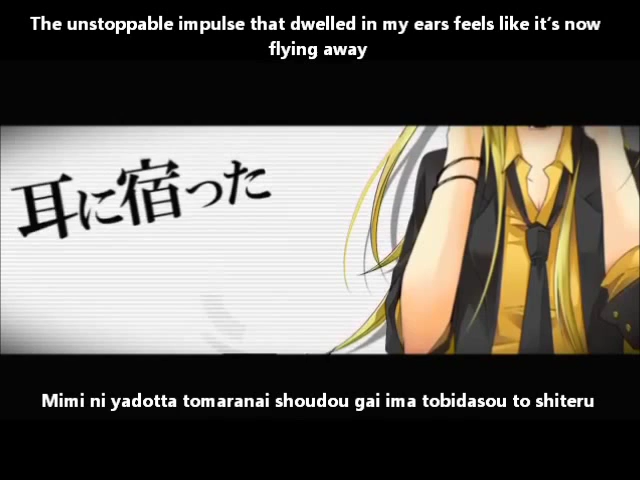 The unstoppable impulse that dwelled in my ears feels like it's now
flying away
耳に宿った
Mimi ni yadotta tomaranai shoudou gai ima tobidasou to shiteru